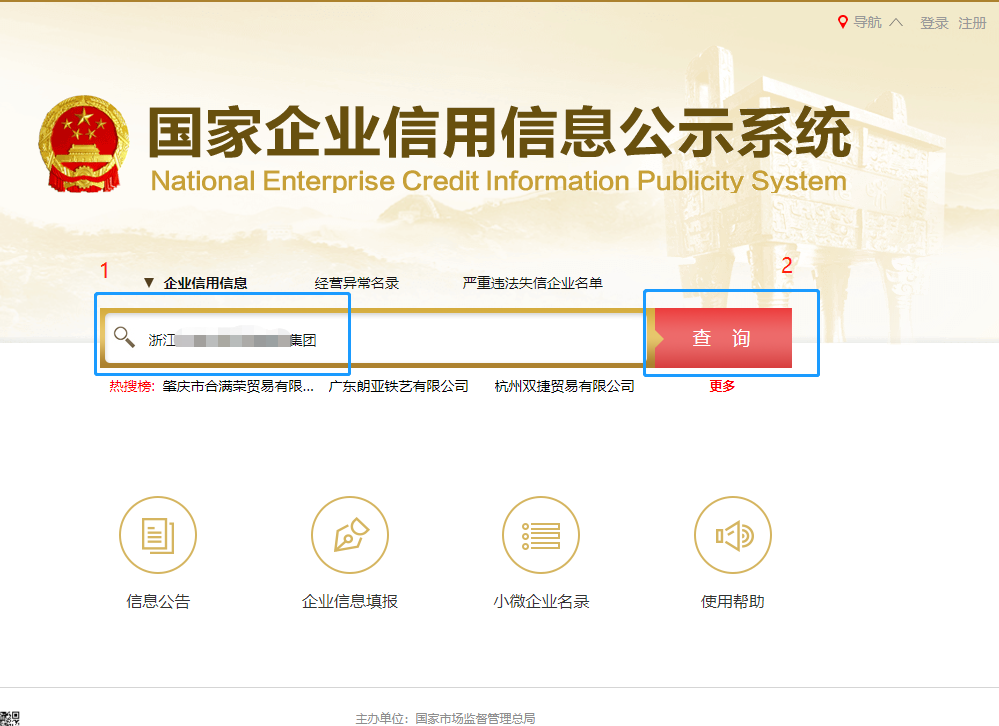 导航 登录 注册
国家企业信用信息公示系统
National Enterprise Credit Information Publicity System
1
2
▼ 企业信用信息 经营异常名录 严重违法失信企业名单
浙江 集团
查 询
热搜榜: 肇庆市合满荣贸易有限... 广东朗亚铁艺有限公司 杭州双捷贸易有限公司 更多
信息公告 企业信息填报 小微企业名录 使用帮助
主办单位：国家市场监督管理总局